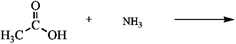 O
H₃C OH + NH₃